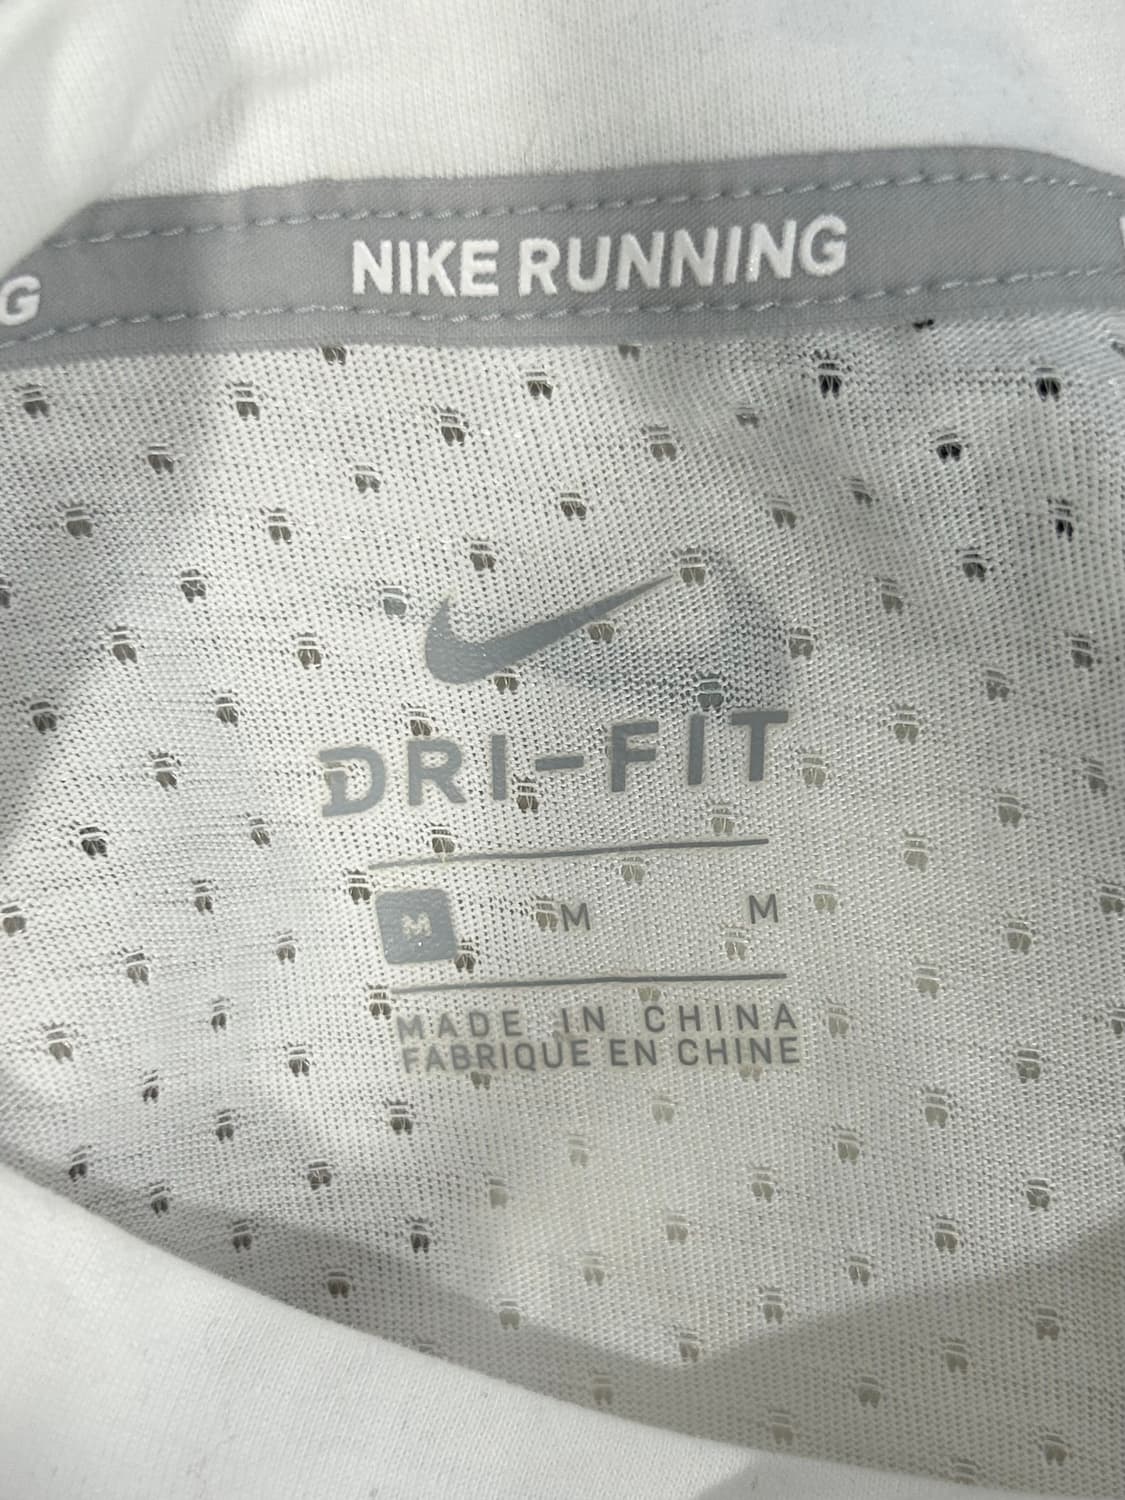 G NIKE RUNNING
DRI-FIT
M M M
MADE IN CHINA
FABRIQUE EN CHINE